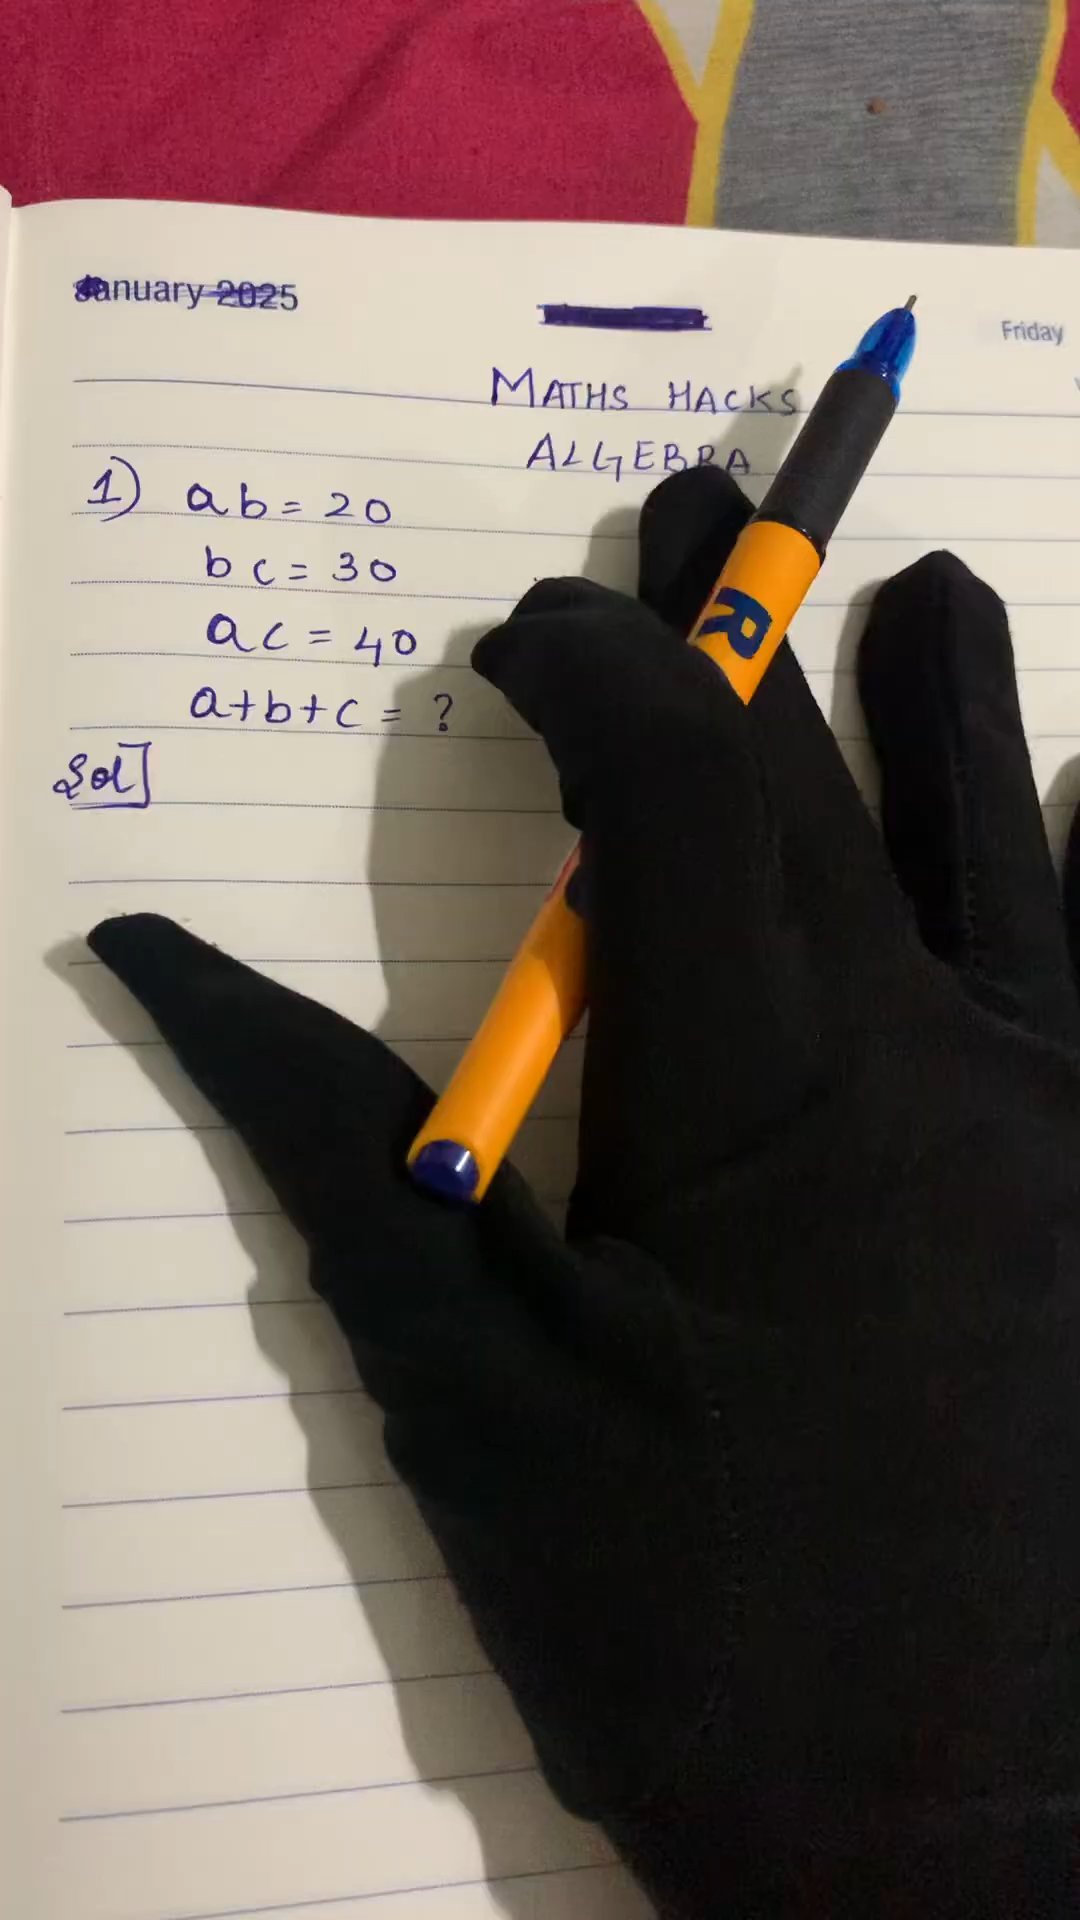 January 2025
Friday
MATHS HACKS
ALGEBRA
1) ab = 20
bc = 30
ac = 40
a+b+c = ?
Sol]
R